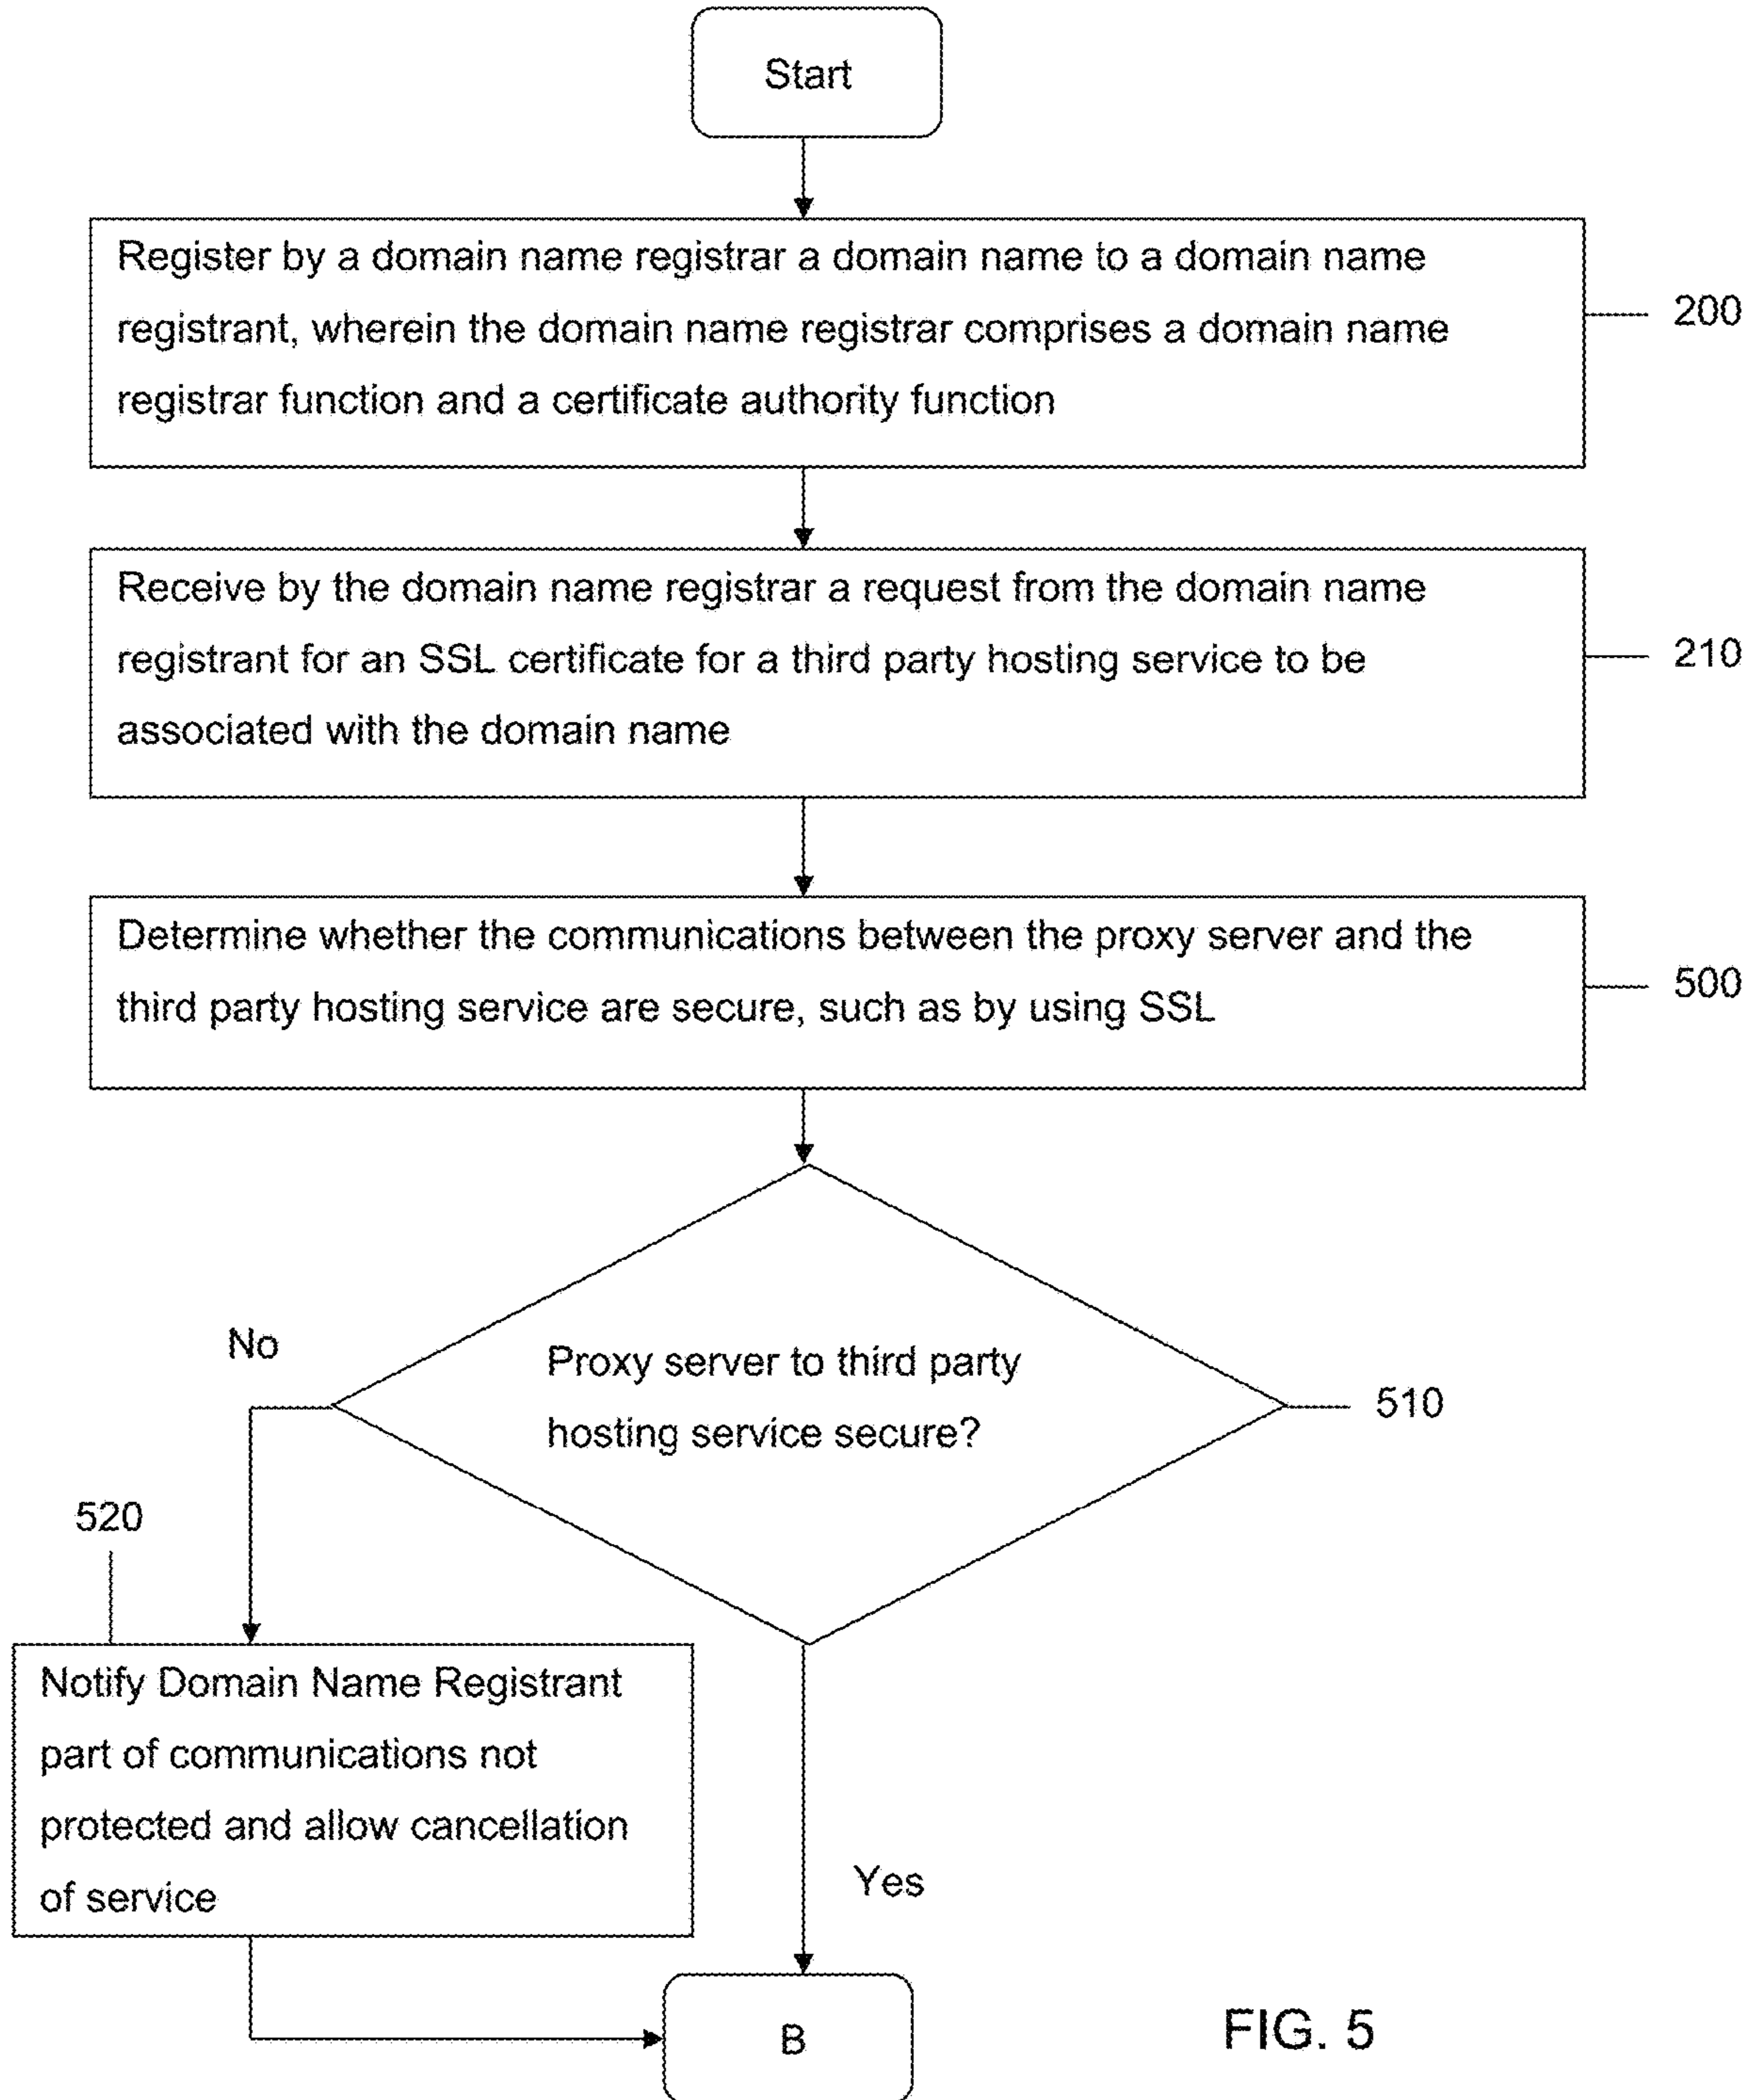 Start
Register by a domain name registrar a domain name to a domain name
registrant, wherein the domain name registrar comprises a domain name
registrar function and a certificate authority function
200
Receive by the domain name registrar a request from the domain name
registrant for an SSL certificate for a third party hosting service to be
associated with the domain name
210
Determine whether the communications between the proxy server and the
third party hosting service are secure, such as by using SSL
500
No
Proxy server to third party
hosting service secure?
510
520
Notify Domain Name Registrant
part of communications not
protected and allow cancellation
of service
Yes
B
FIG. 5